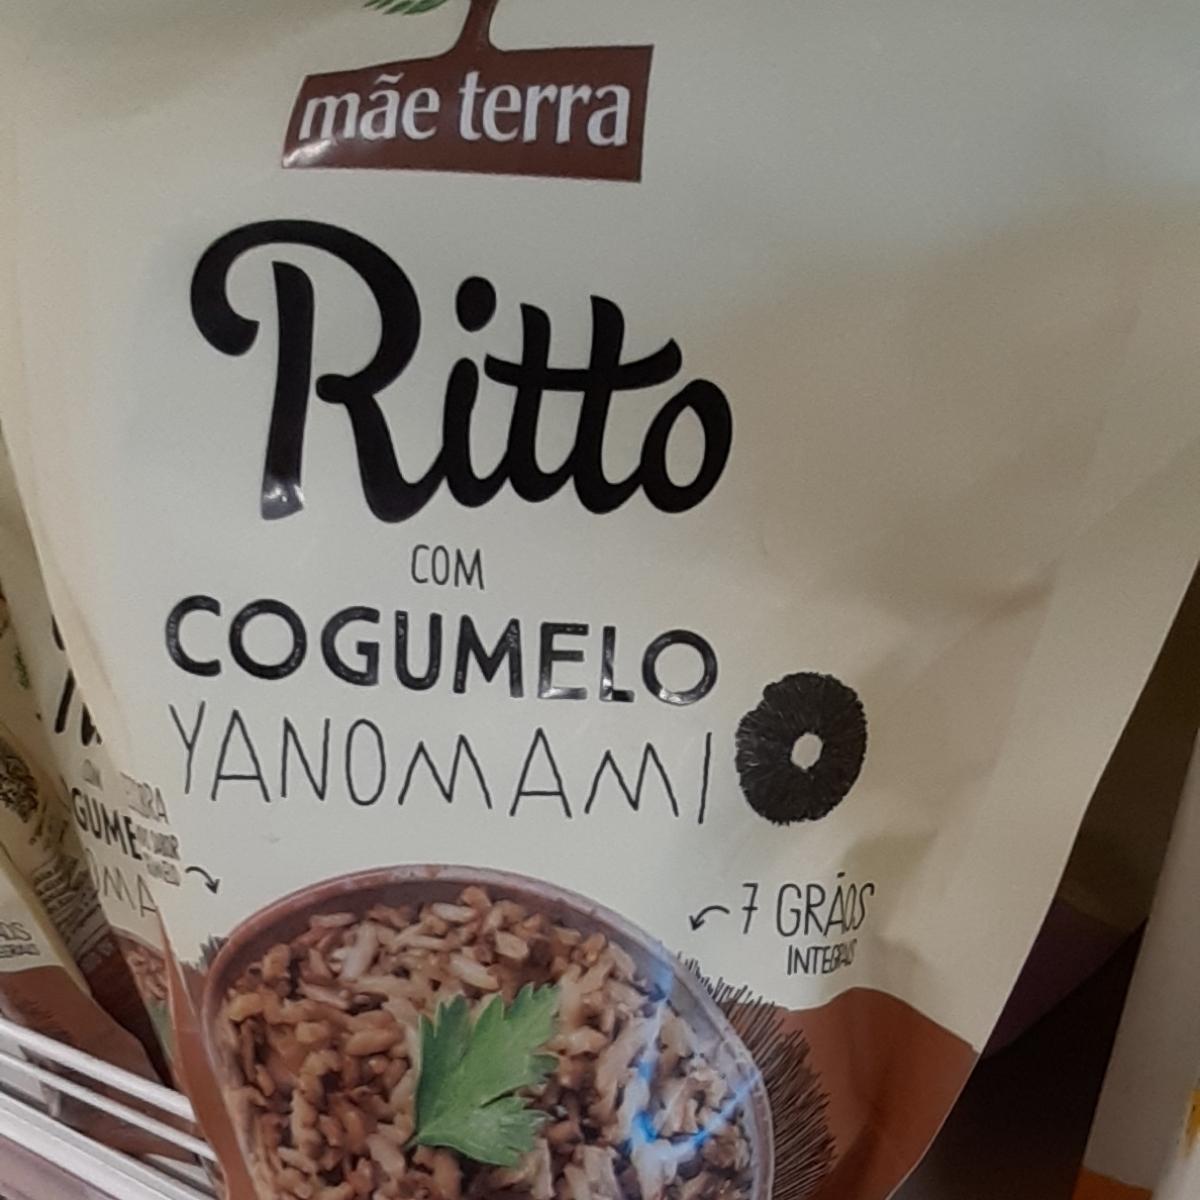 mãe terra
Ritto
COM
COGUMELO
YANOMAMI
7 GRÃOS
INTEGRAIS